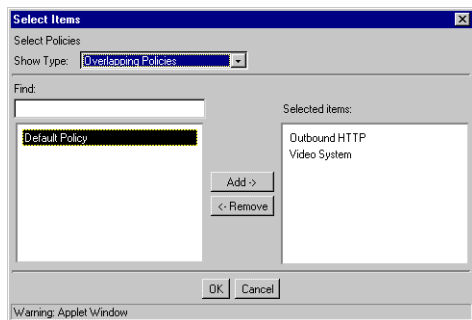 Select Items
Select Policies
Show Type: Overlapping Policies
Find:
Selected items:
Default Policy
Outbound HTTP
Video System
Add ->
<- Remove
OK Cancel
Warning: Applet Window